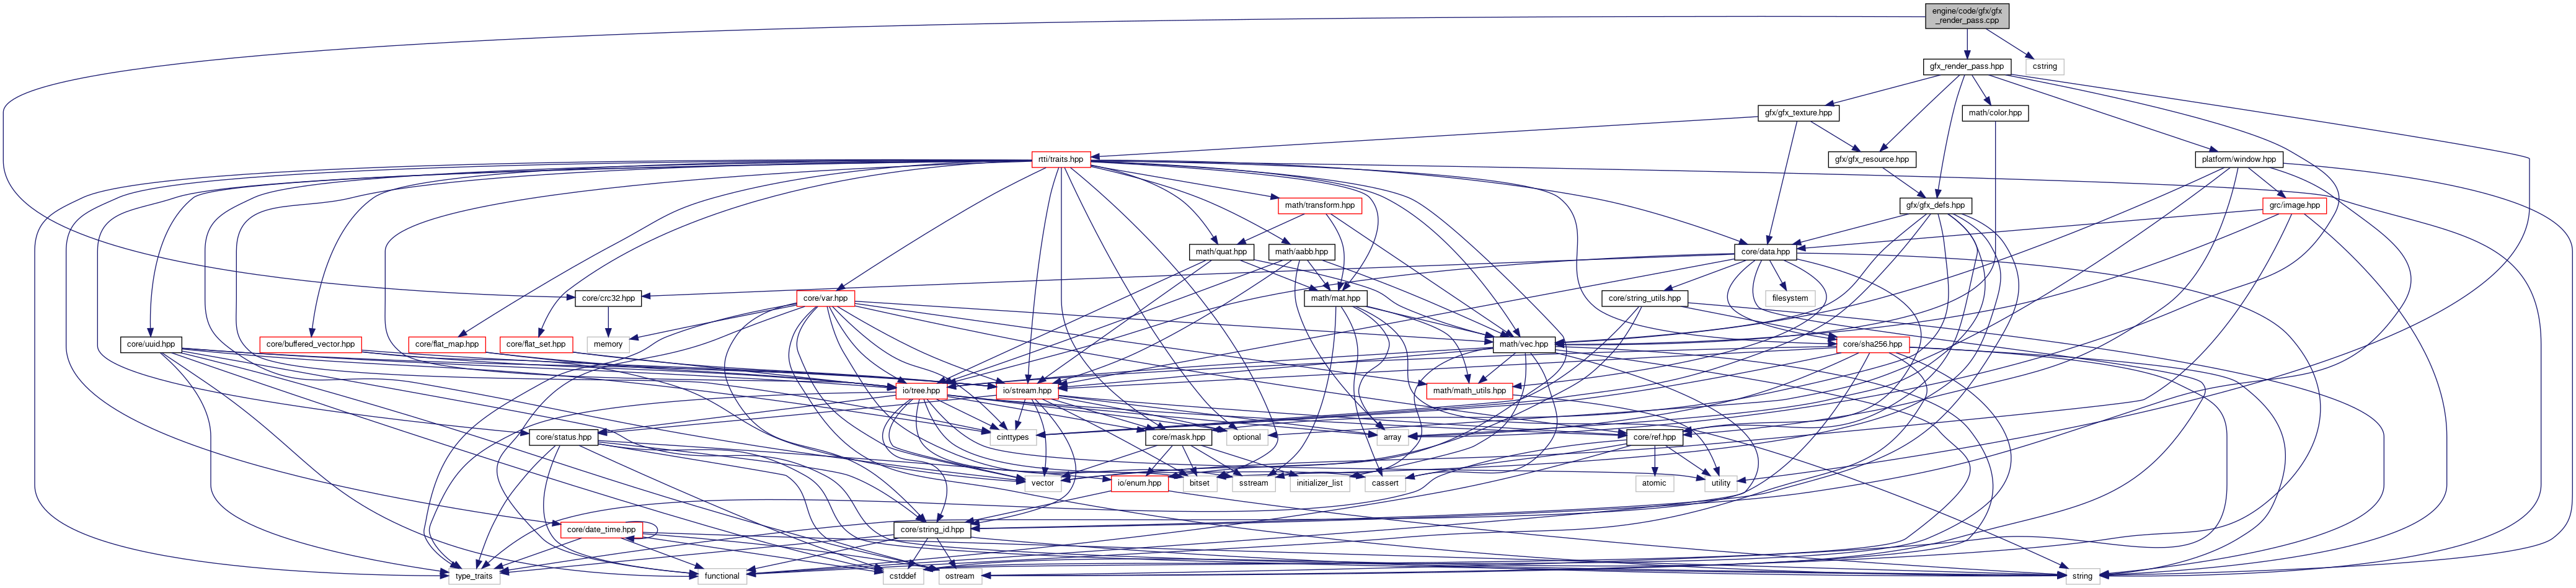 engine/code/gfx/gfx
_render_pass.cpp
gfx_render_pass.hpp
cstring
gfx/gfx_texture.hpp
math/color.hpp
rtti/traits.hpp
gfx/gfx_resource.hpp
platform/window.hpp
math/transform.hpp
gfx/gfx_defs.hpp
grc/image.hpp
math/quat.hpp
math/aabb.hpp
core/data.hpp
core/crc32.hpp
core/var.hpp
math/mat.hpp
core/string_utils.hpp
filesystem
core/uuid.hpp
core/buffered_vector.hpp
core/flat_map.hpp
core/flat_set.hpp
memory
math/vec.hpp
core/sha256.hpp
io/tree.hpp
io/stream.hpp
math/math_utils.hpp
core/status.hpp
cinttypes
core/mask.hpp
optional
array
core/ref.hpp
vector
io/enum.hpp
bitset
sstream
initializer_list
cassert
atomic
utility
core/date_time.hpp
core/string_id.hpp
type_traits
functional
cstddef
ostream
string